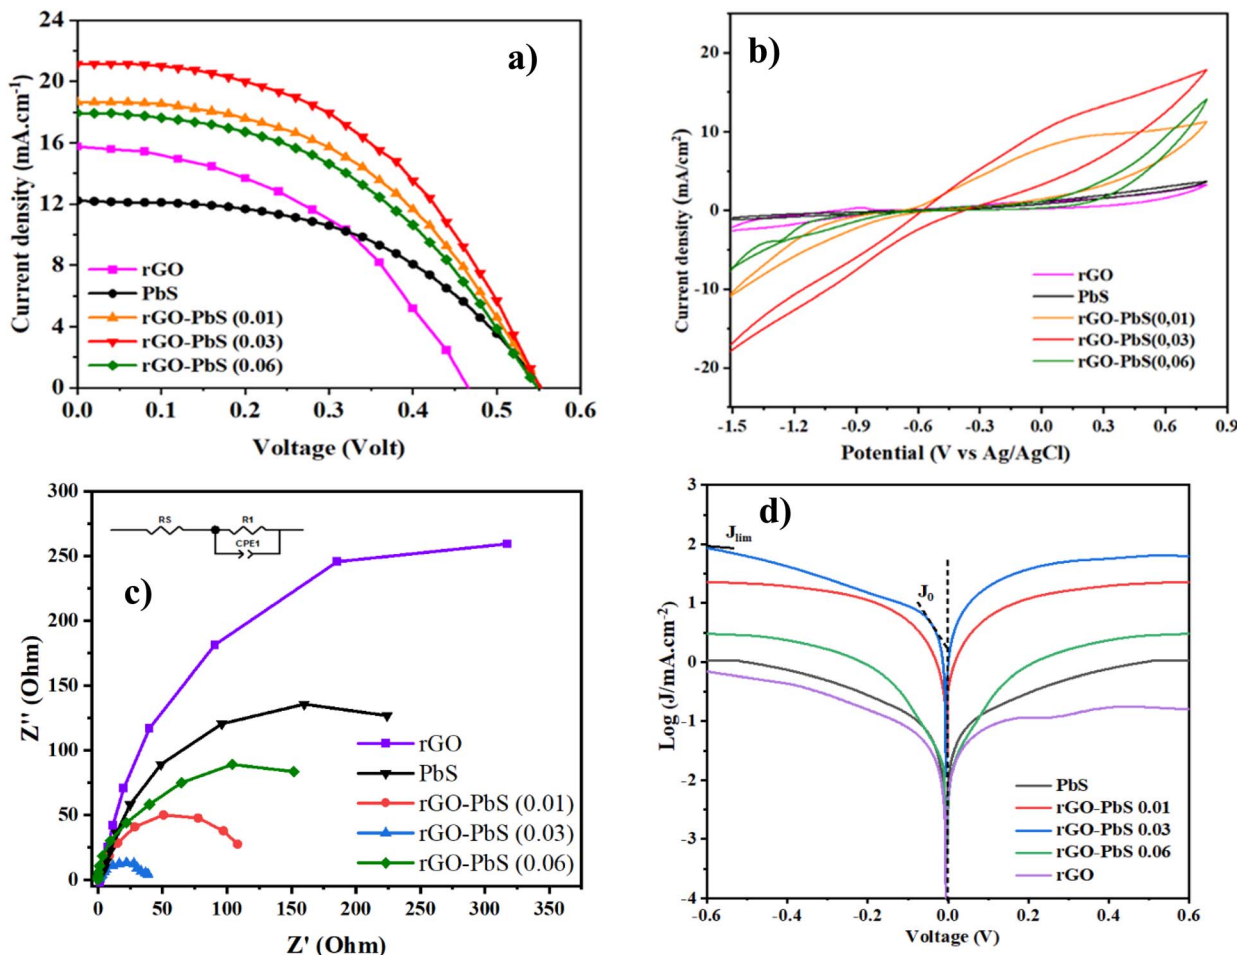 a)
24
20
16
12
8
4
0
Current density (mA.cm⁻¹)
rGO
PbS
rGO-PbS (0.01)
rGO-PbS (0.03)
rGO-PbS (0.06)
0.0 0.1 0.2 0.3 0.4 0.5 0.6
Voltage (Volt)
b)
20
10
0
-10
-20
Current density (mA/cm²)
rGO
PbS
rGO-PbS(0,01)
rGO-PbS(0,03)
rGO-PbS(0,06)
-1.5 -1.2 -0.9 -0.6 -0.3 0.0 0.3 0.6 0.9
Potential (V vs Ag/AgCl)
c)
300
250
200
150
100
50
0
Z'' (Ohm)
RS R1
CPE1
rGO
PbS
rGO-PbS (0.01)
rGO-PbS (0.03)
rGO-PbS (0.06)
0 50 100 150 200 250 300 350
Z' (Ohm)
d)
3
2
1
0
-1
-2
-3
-4
Log (J/mA.cm⁻²)
Jlim
J0
PbS
rGO-PbS 0.01
rGO-PbS 0.03
rGO-PbS 0.06
rGO
-0.6 -0.4 -0.2 0.0 0.2 0.4 0.6
Voltage (V)